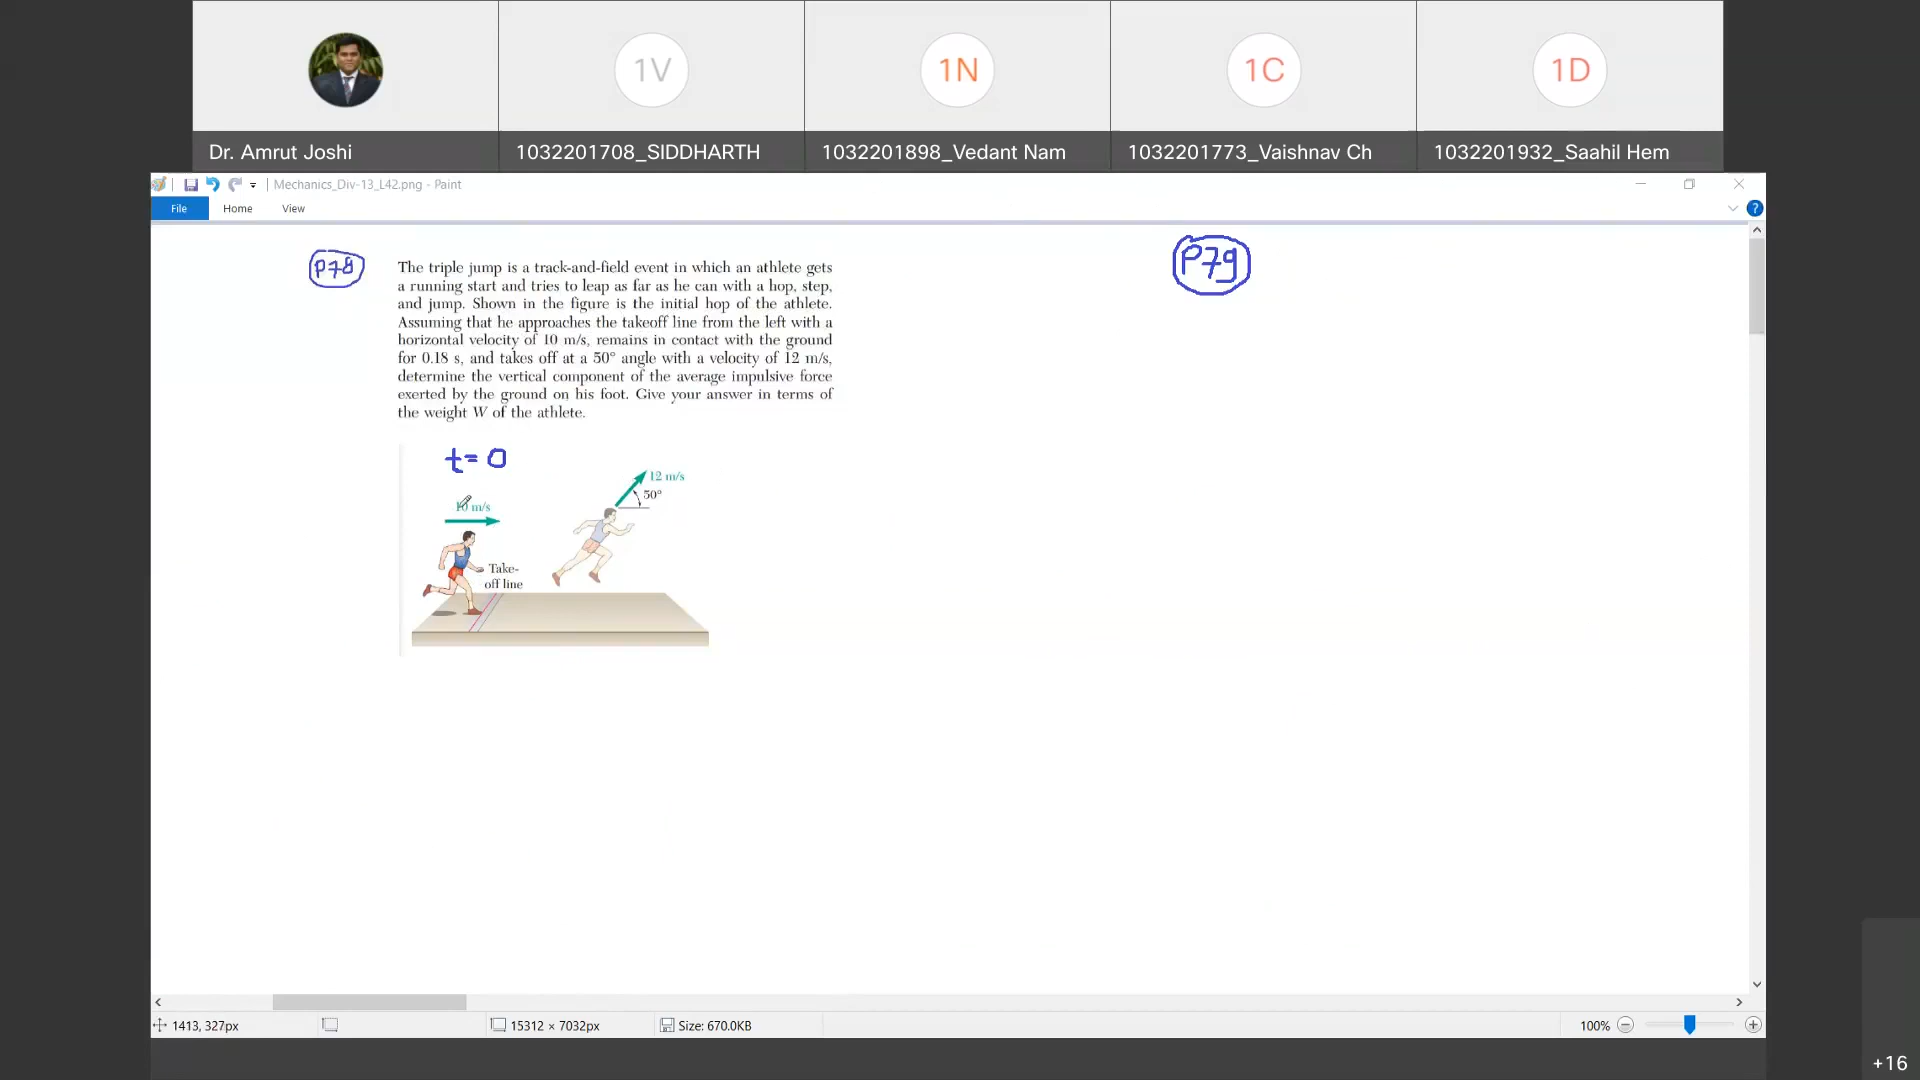 1V
1N
1C
1D
Dr. Amrut Joshi
1032201708_SIDDHARTH
1032201898_Vedant Nam
1032201773_Vaishnav Ch
1032201932_Saahil Hem
Mechanics_Div-13_L42.png - Paint
File
Home
View
?
P78
The triple jump is a track-and-field event in which an athlete gets
a running start and tries to leap as far as he can with a hop, step,
and jump. Shown in the figure is the initial hop of the athlete.
Assuming that he approaches the takeoff line from the left with a
horizontal velocity of 10 m/s, remains in contact with the ground
for 0.18 s, and takes off at a 50° angle with a velocity of 12 m/s,
determine the vertical component of the average impulsive force
exerted by the ground on his foot. Give your answer in terms of
the weight W of the athlete.
P79
t= 0
12 m/s
50°
10 m/s
Take-
off line
1413, 327px
15312 × 7032px
Size: 670.0KB
100%
+16